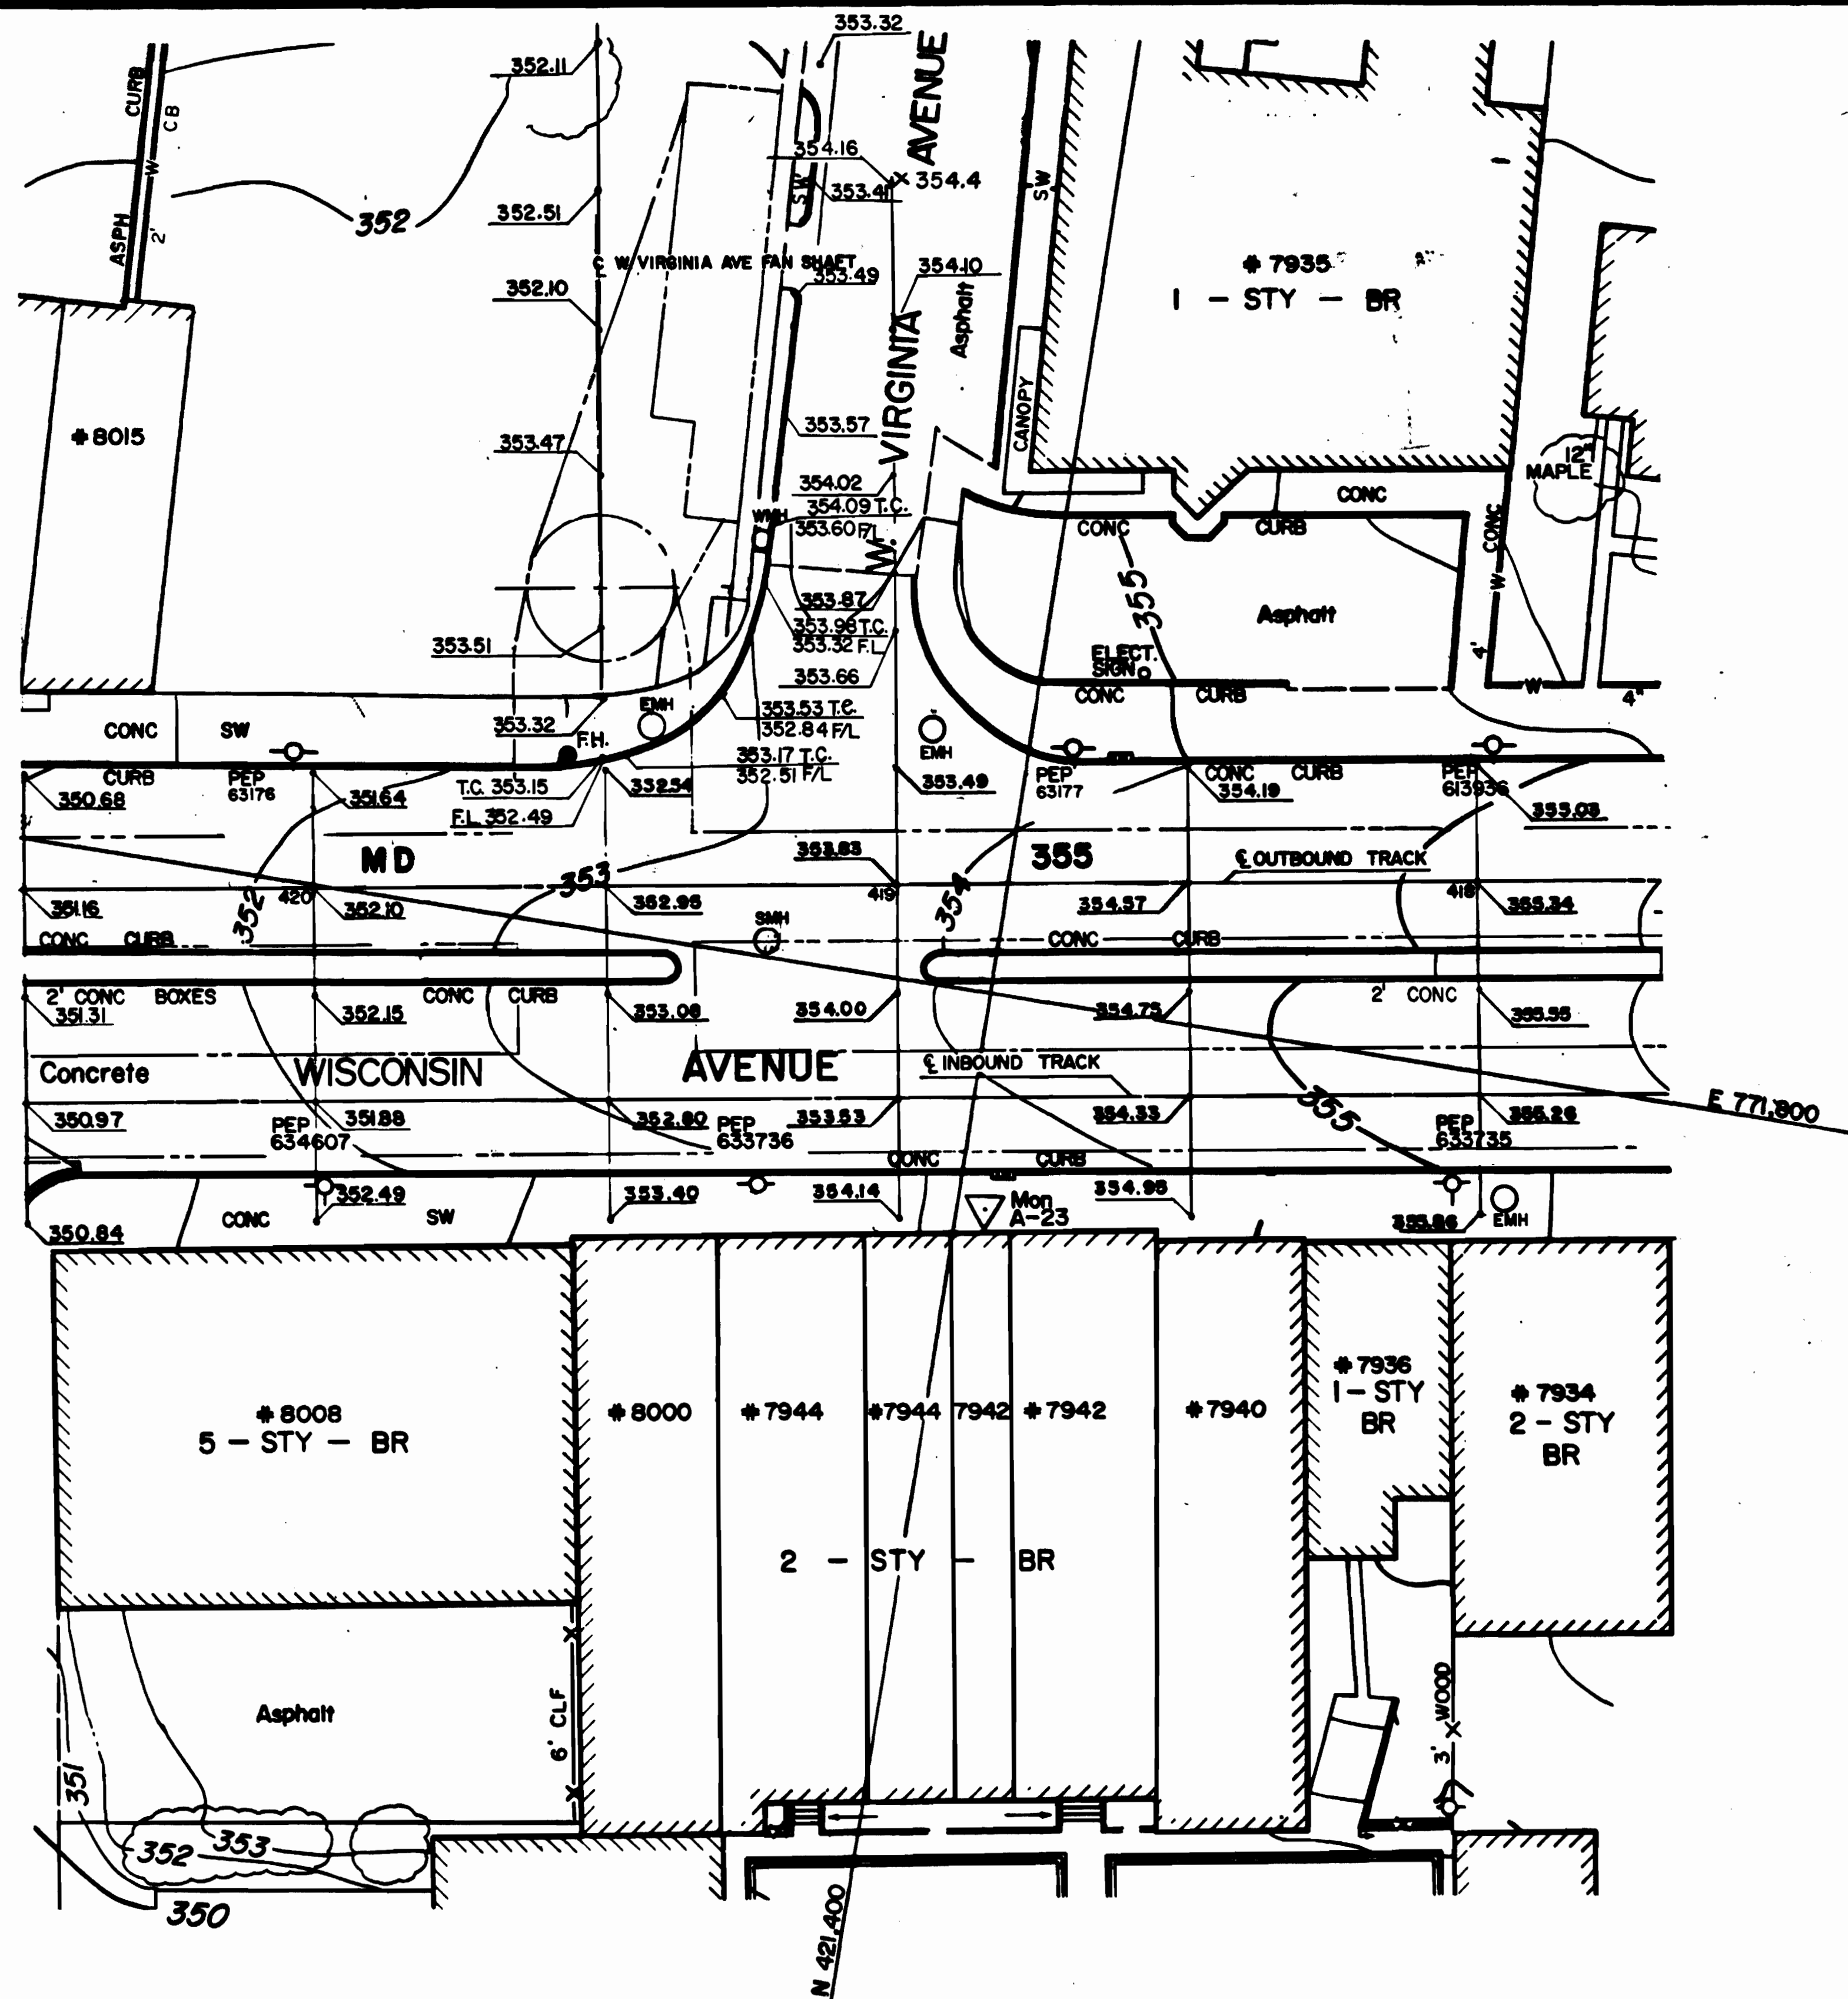 353.32
AVENUE
352.11
CURB
CB
W
354.16
354.4
353.41
SW
SW
352.51
352
ASPH
2'
℄ W. VIRGINIA AVE FAN SHAFT
353.49
354.10
# 7935
1 - STY - BR
352.10
Asphalt
VIRGINIA
CANOPY
353.57
# 8015
353.47
12"
MAPLE
354.02
354.09 T.C.
353.60 F/L
WMH
W.
CONC
CONC
CURB
CONC
W
355
353.87
353.98 T.C.
353.32 F.L
353.66
Asphalt
353.51
ELECT.
SIGN
4'
CONC
CURB
W
4"
353.53 T.C.
352.84 F/L
353.32
EMH
EMH
CONC
SW
F.H.
353.17 T.C.
352.51 F/L
CURB
PEP
63176
350.68
351.64
T.C. 353.15
F.L. 352.49
352.54
353.49
PEP
63177
CONC
CURB
354.19
PEP
613936
355.03
MD
353
353.83
355
℄ OUTBOUND TRACK
352
420
419
354
418
351.16
352.10
352.95
354.57
355.34
SMH
CONC
CURB
CONC
CURB
2' CONC
BOXES
CONC
CURB
2' CONC
351.31
352.15
353.08
354.00
354.75
355.55
Concrete
WISCONSIN
AVENUE
℄ INBOUND TRACK
355
E 771,800
350.97
351.88
352.80
353.53
354.33
355.26
PEP
634607
PEP
633736
PEP
633735
CONC
CURB
352.49
353.40
354.14
354.95
355.86
Mon
A-23
EMH
350.84
CONC
SW
# 8008
5 - STY - BR
# 8000
# 7944
# 7944
7942
# 7942
# 7940
# 7936
1 - STY
BR
# 7934
2 - STY
BR
2 - STY - BR
Asphalt
6' CLF
3' WOOD
351
352
353
350
N 421,400